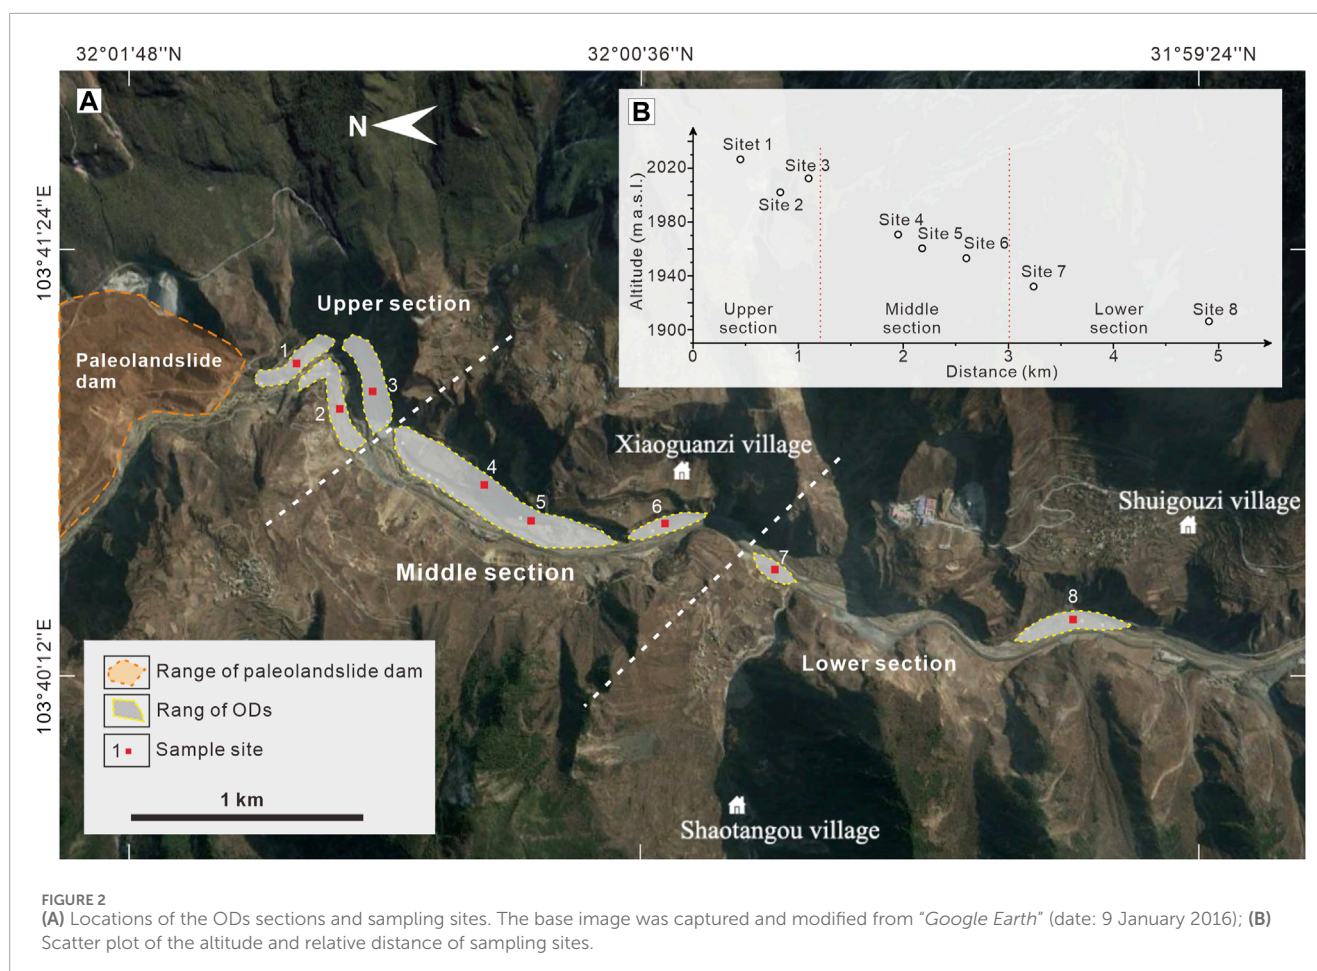 32°01'48''N
32°00'36''N
31°59'24''N
103°41'24''E
103°40'12''E
A
N
Upper section
Paleolandslide
dam
1
2
3
4
5
6
7
8
Xiaoguanzi village
Shuigouzi village
Middle section
Lower section
Shaotangou village
Range of paleolandslide dam
Rang of ODs
1
Sample site
1 km
B
Altitude (m a.s.l.)
2020
1980
1940
1900
Sitet 1
Site 3
Site 2
Site 4
Site 5
Site 6
Site 7
Site 8
Upper
section
Middle
section
Lower
section
0
1
2
3
4
5
Distance (km)
FIGURE 2
(A) Locations of the ODs sections and sampling sites. The base image was captured and modified from “Google Earth” (date: 9 January 2016); (B)
Scatter plot of the altitude and relative distance of sampling sites.